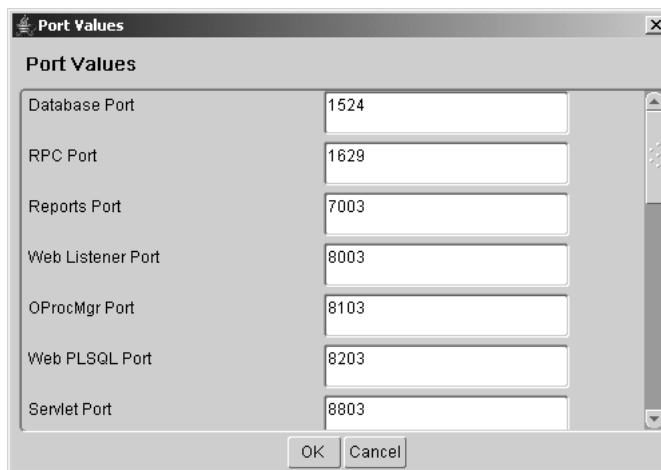 Port Values
Port Values
Database Port 1524
RPC Port 1629
Reports Port 7003
Web Listener Port 8003
OProcMgr Port 8103
Web PLSQL Port 8203
Servlet Port 8803
OK Cancel